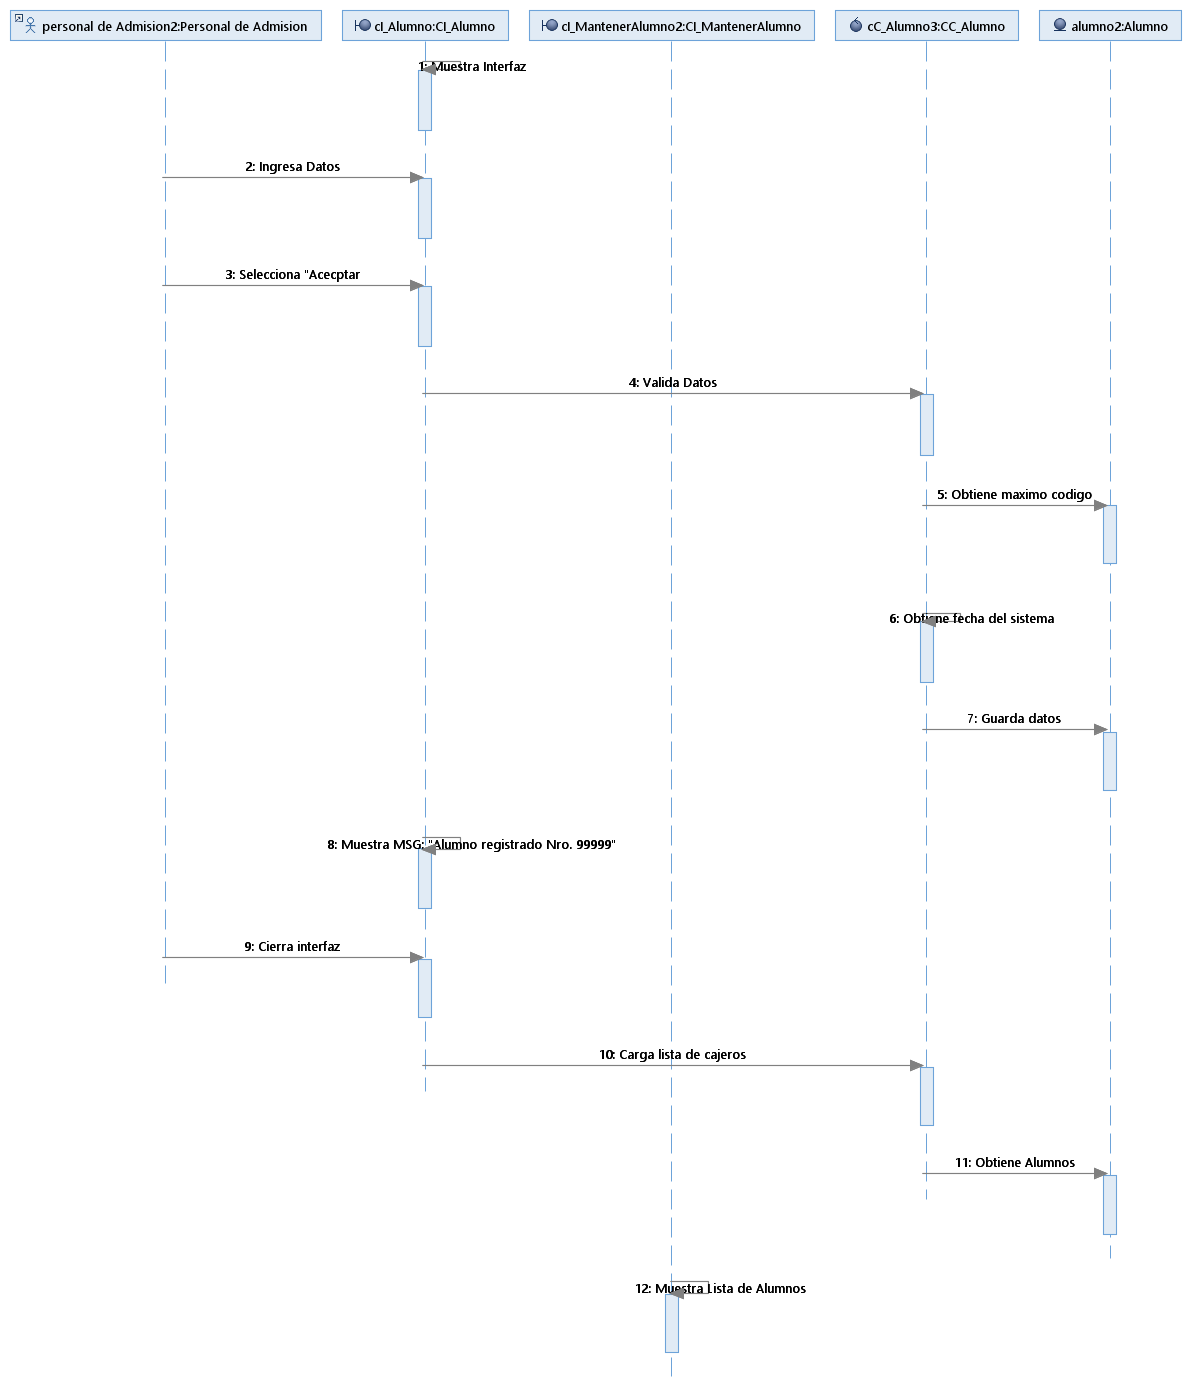 personal de Admision2:Personal de Admision
cI_Alumno:CI_Alumno
cI_MantenerAlumno2:CI_MantenerAlumno
cC_Alumno3:CC_Alumno
alumno2:Alumno
1: Muestra Interfaz
2: Ingresa Datos
3: Selecciona "Acecptar
4: Valida Datos
5: Obtiene maximo codigo
6: Obtiene fecha del sistema
7: Guarda datos
8: Muestra MSG: "Alumno registrado Nro. 99999"
9: Cierra interfaz
10: Carga lista de cajeros
11: Obtiene Alumnos
12: Muestra Lista de Alumnos